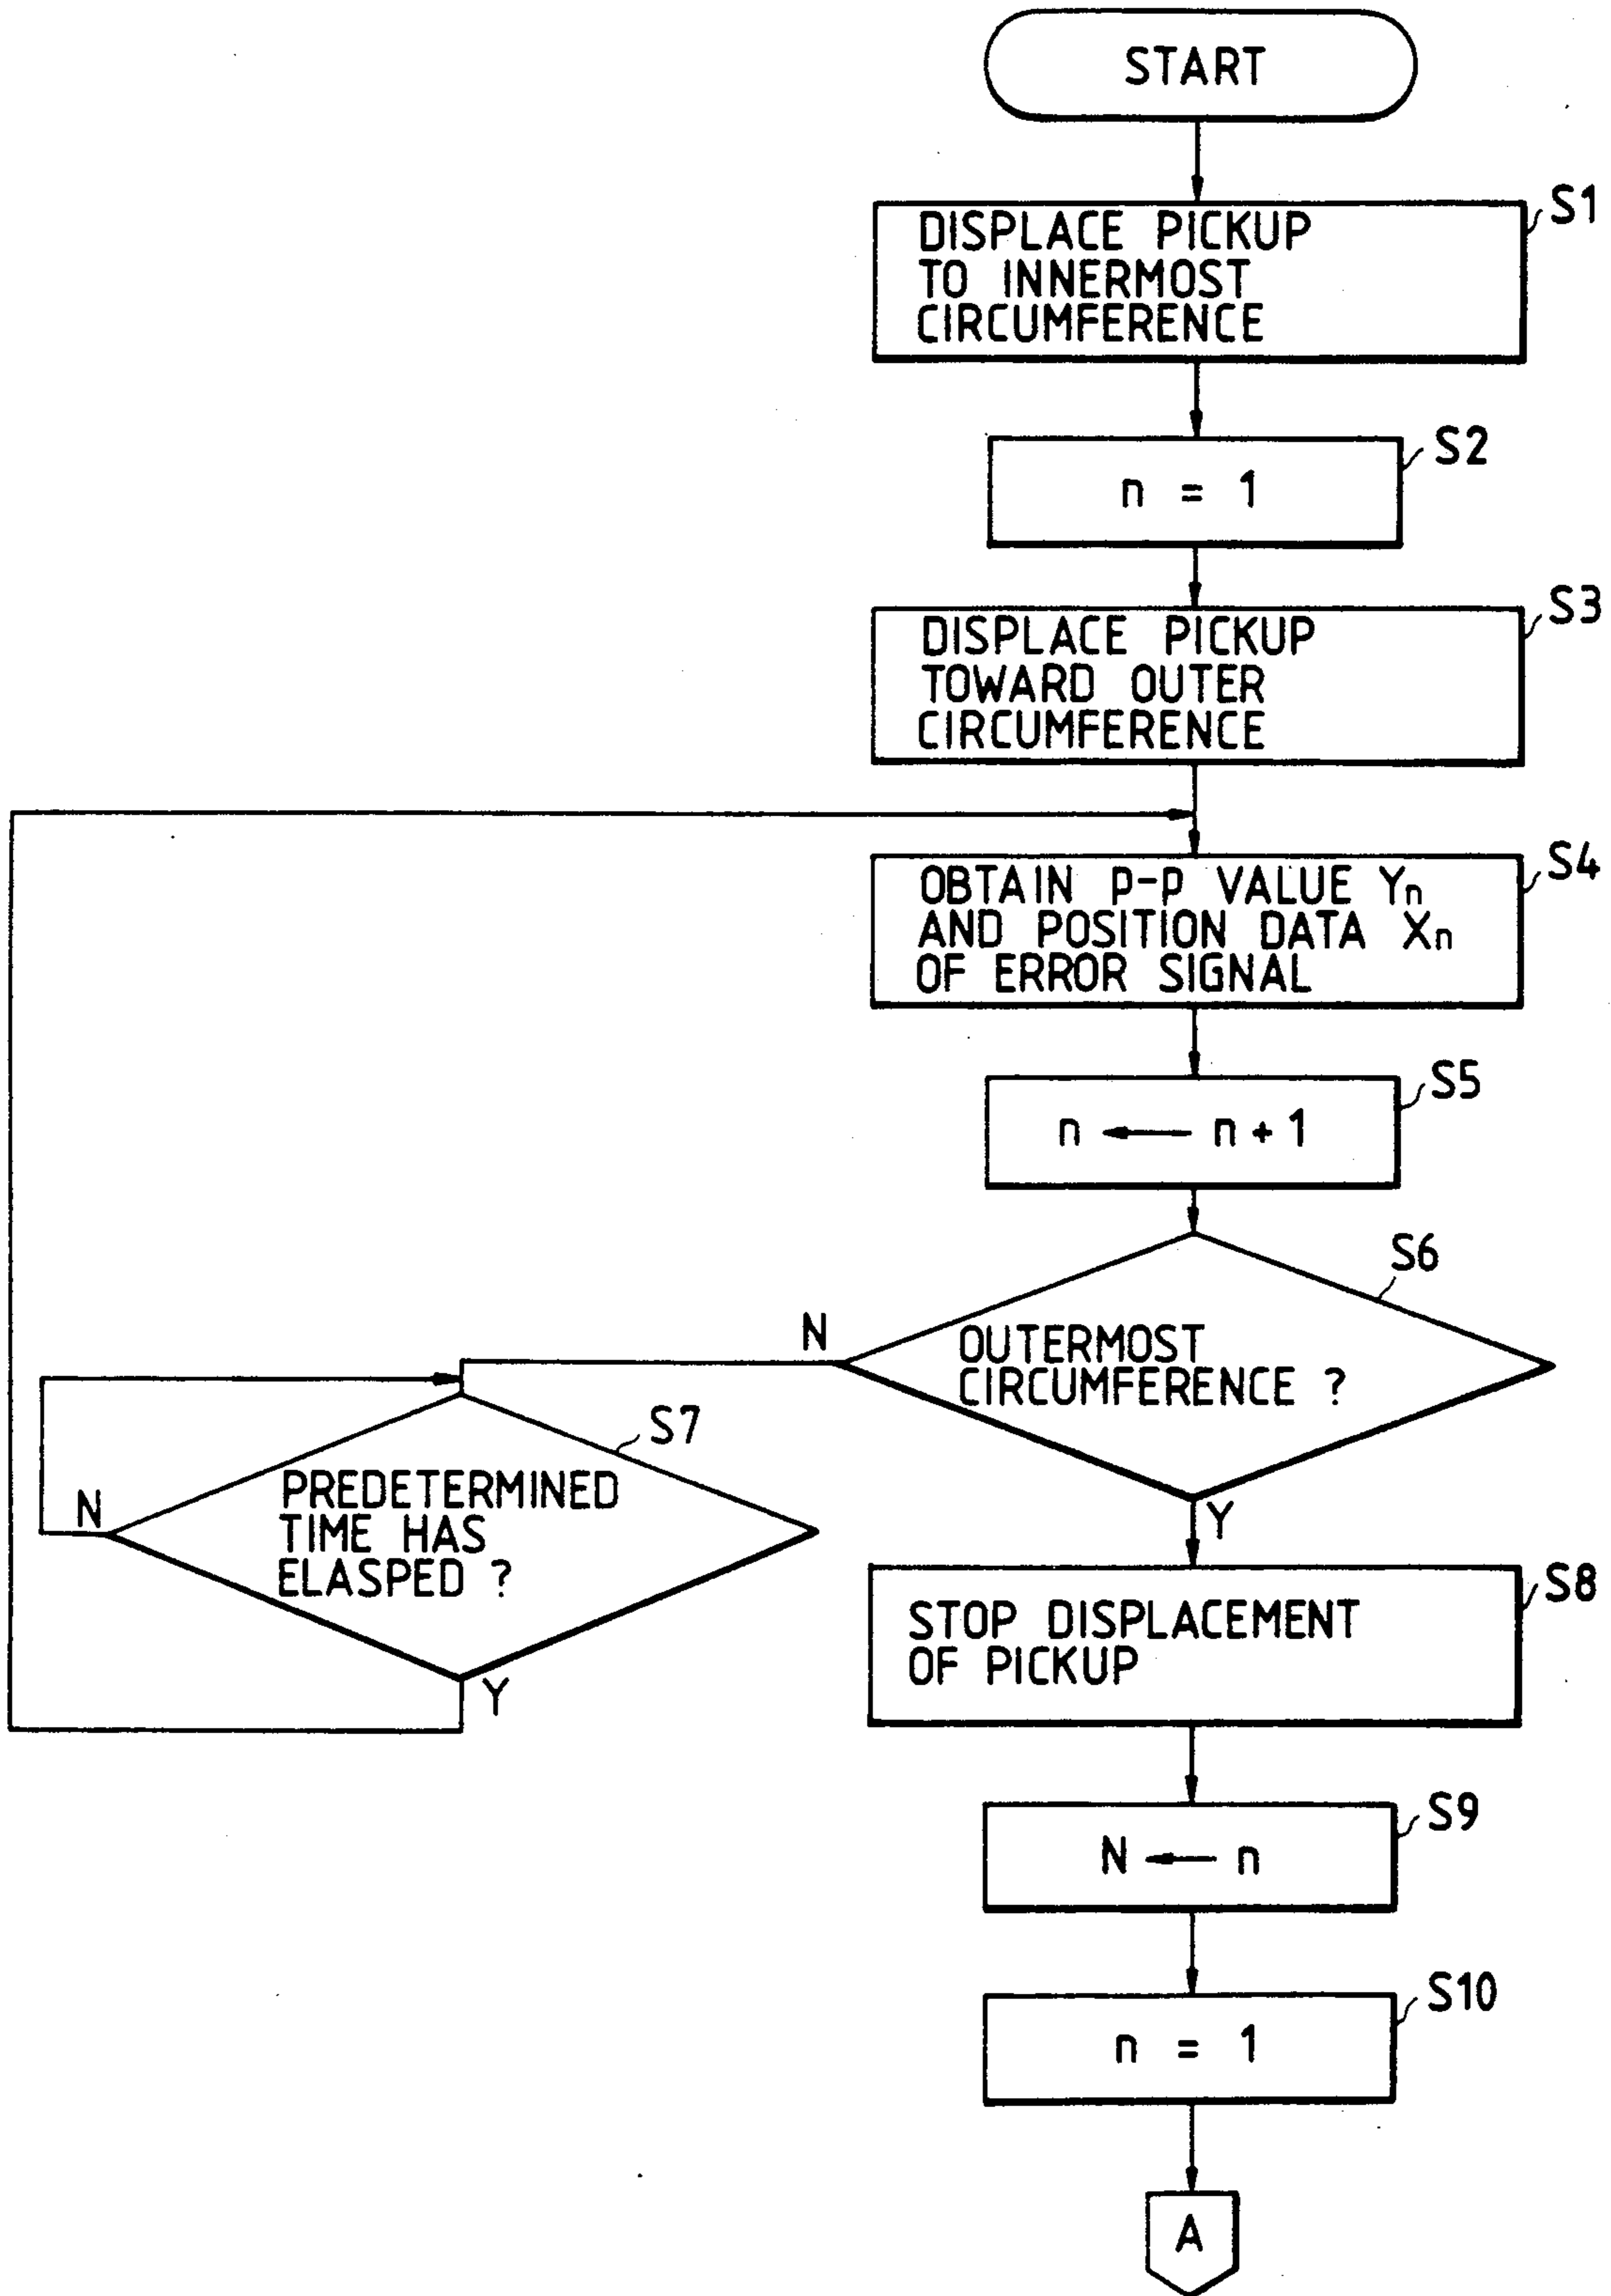 START
S1
DISPLACE PICKUP
TO INNERMOST
CIRCUMFERENCE
S2
n = 1
S3
DISPLACE PICKUP
TOWARD OUTER
CIRCUMFERENCE
S4
OBTAIN p-p VALUE Yn
AND POSITION DATA Xn
OF ERROR SIGNAL
S5
n ← n + 1
S6
N
OUTERMOST
CIRCUMFERENCE ?
S7
N
PREDETERMINED
TIME HAS
ELASPED ?
Y
Y
S8
STOP DISPLACEMENT
OF PICKUP
S9
N ← n
S10
n = 1
A